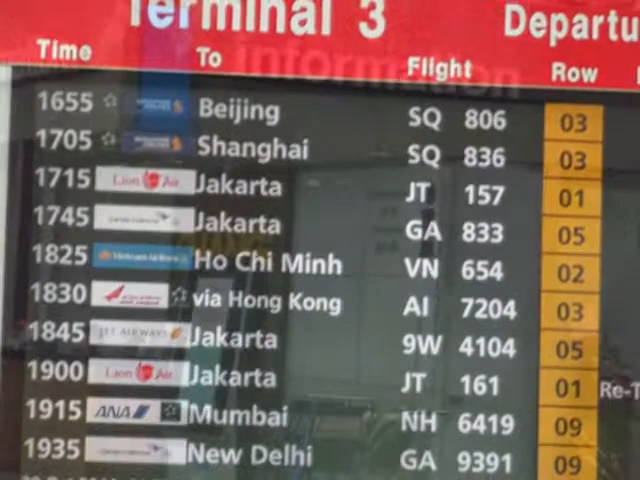 Terminal 3 Departu
information
Time To Flight Row
1655 Beijing SQ 806 03
1705 Shanghai SQ 836 03
1715 Lion Air Jakarta JT 157 01
1745 Jakarta GA 833 05
1825 Vietnam Airlines Ho Chi Minh VN 654 02
1830 via Hong Kong AI 7204 03
1845 JET AIRWAYS Jakarta 9W 4104 05
1900 Lion Air Jakarta JT 161 01 Re-T
1915 ANA Mumbai NH 6419 09
1935 New Delhi GA 9391 09